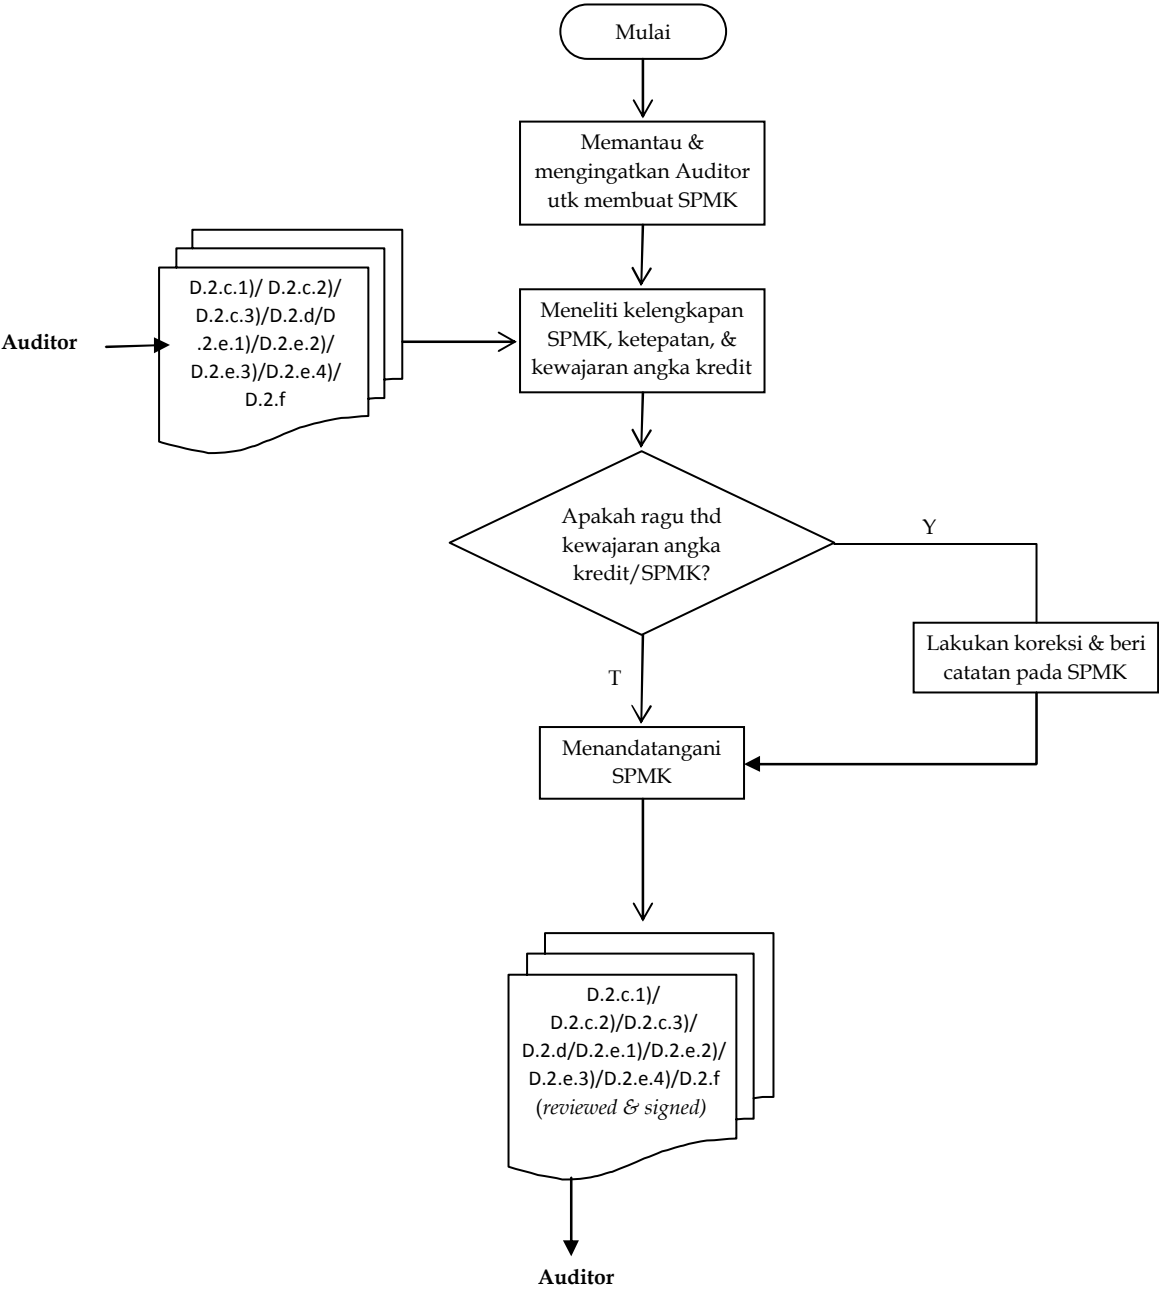 Mulai
Memantau &
mengingatkan Auditor
utk membuat SPMK
Auditor
D.2.c.1)/ D.2.c.2)/
D.2.c.3)/D.2.d/D
.2.e.1)/D.2.e.2)/
D.2.e.3)/D.2.e.4)/
D.2.f
Meneliti kelengkapan
SPMK, ketepatan, &
kewajaran angka kredit
Apakah ragu thd
kewajaran angka
kredit/SPMK?
Y
Lakukan koreksi & beri
catatan pada SPMK
T
Menandatangani
SPMK
D.2.c.1)/
D.2.c.2)/D.2.c.3)/
D.2.d/D.2.e.1)/D.2.e.2)/
D.2.e.3)/D.2.e.4)/D.2.f
(reviewed & signed)
Auditor